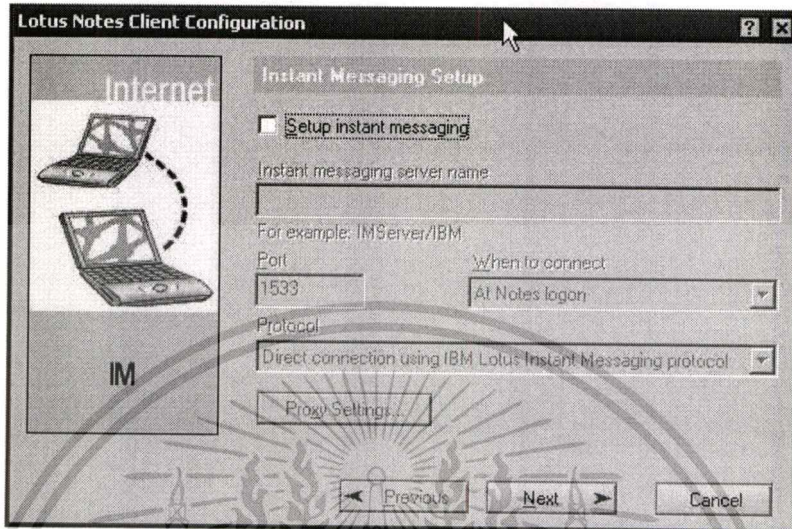 Lotus Notes Client Configuration
Internet
IM
Instant Messaging Setup
Setup instant messaging
Instant messaging server name
For example: IMServer/IBM
Port
When to connect
1533
At Notes logon
Protocol
Direct connection using IBM Lotus Instant Messaging protocol
Proxy Settings...
Previous
Next
Cancel